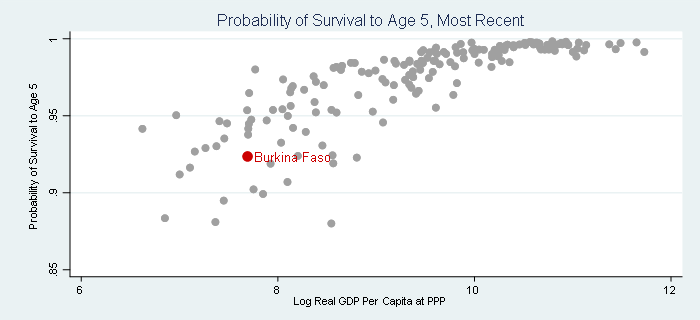 Probability of Survival to Age 5, Most Recent
Probability of Survival to Age 5
1
.95
.9
.85
Burkina Faso
6
8
10
12
Log Real GDP Per Capita at PPP